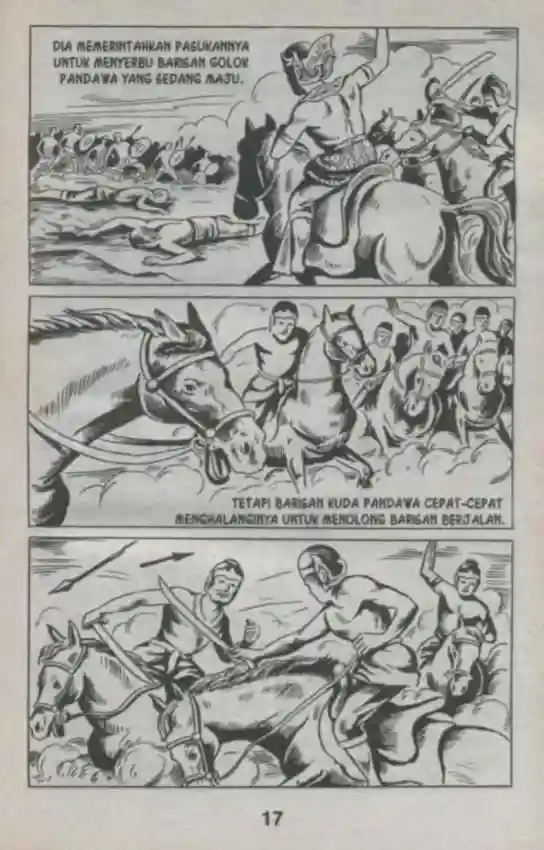 DIA MEMERINTAHKAN PASUKANNYA
UNTUK MENYERBU BARISAN GOLOK
PANDAWA YANG SEDANG MAJU.
TETAPI BARISAN KUDA PANDAWA CEPAT-CEPAT
MENGHALANGINYA UNTUK MENOLONG BARISAN BERJALAN.
17